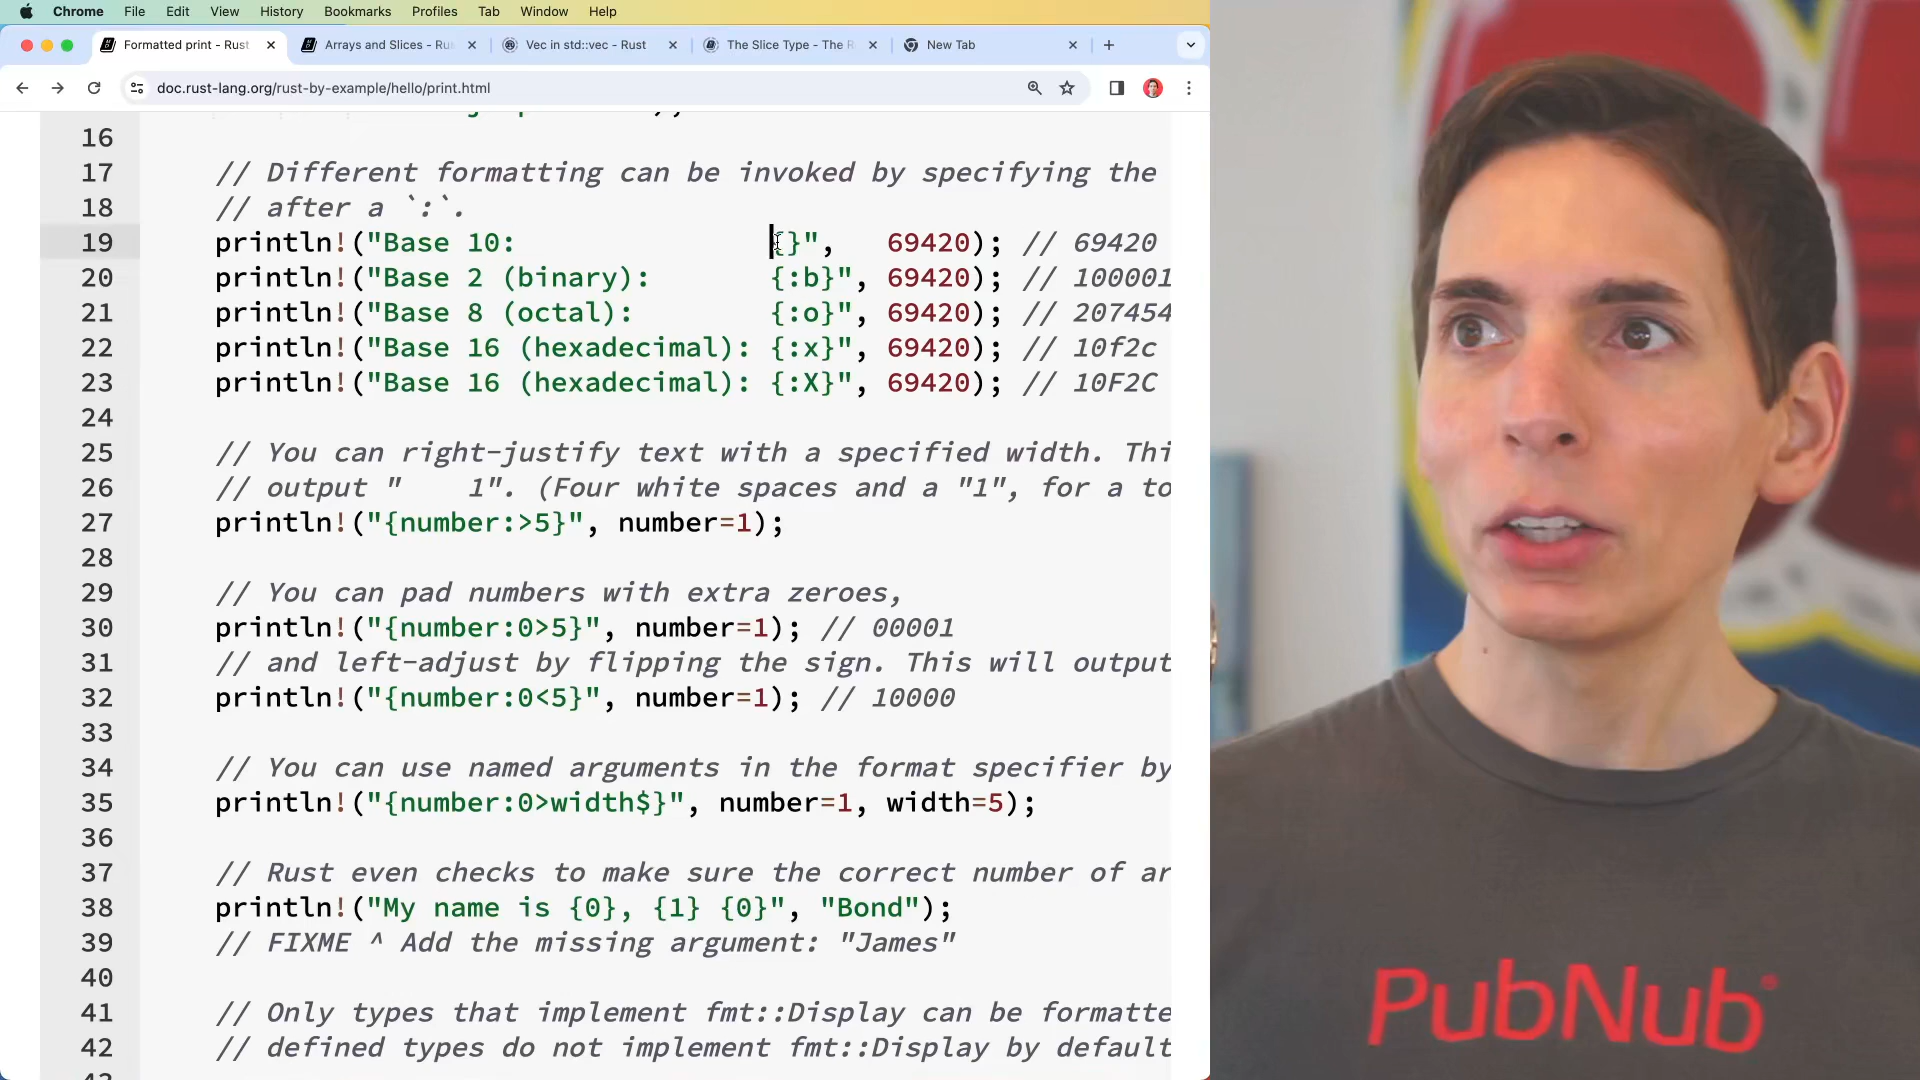 Chrome File Edit View History Bookmarks Profiles Tab Window Help
Formatted print - Rust Arrays and Slices - Rus Vec in std::vec - Rust The Slice Type - The R New Tab
doc.rust-lang.org/rust-by-example/hello/print.html
16
17 // Different formatting can be invoked by specifying the
18 // after a `:`.
19 println!("Base 10: {}", 69420); // 69420
20 println!("Base 2 (binary): {:b}", 69420); // 100001
21 println!("Base 8 (octal): {:o}", 69420); // 207454
22 println!("Base 16 (hexadecimal): {:x}", 69420); // 10f2c
23 println!("Base 16 (hexadecimal): {:X}", 69420); // 10F2C
24
25 // You can right-justify text with a specified width. Thi
26 // output "    1". (Four white spaces and a "1", for a to
27 println!("{number:>5}", number=1);
28
29 // You can pad numbers with extra zeroes,
30 println!("{number:0>5}", number=1); // 00001
31 // and left-adjust by flipping the sign. This will output
32 println!("{number:0<5}", number=1); // 10000
33
34 // You can use named arguments in the format specifier by
35 println!("{number:0>width$}", number=1, width=5);
36
37 // Rust even checks to make sure the correct number of ar
38 println!("My name is {0}, {1} {0}", "Bond");
39 // FIXME ^ Add the missing argument: "James"
40
41 // Only types that implement fmt::Display can be formatte
42 // defined types do not implement fmt::Display by default
PubNub